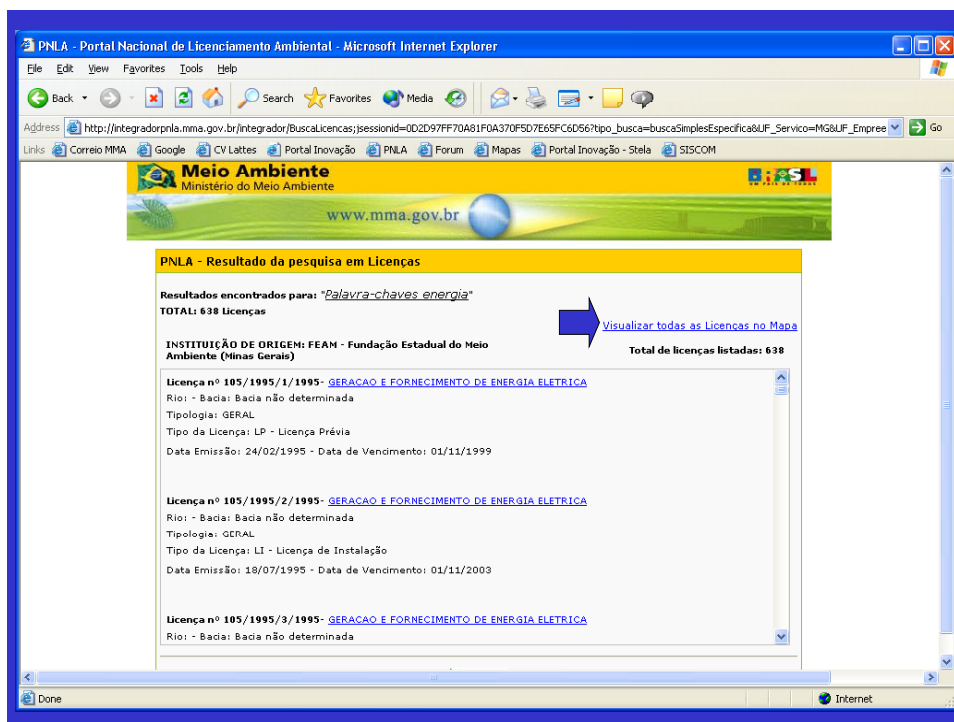 PNLA - Portal Nacional de Licenciamento Ambiental - Microsoft Internet Explorer
File Edit View Favorites Tools Help
Back Search Favorites Media
Address http://integradorpnla.mma.gov.br/integrador/BuscaLicencas;jsessionid=0D2D97FF70A81F0A370F5D7E65FC6D56?tipo_busca=buscaSimplesEspecifica&UF_Servico=MG&UF_Empree Go
Links Correio MMA Google CV Lattes Portal Inovação PNLA Forum Mapas Portal Inovação - Stela SISCOM
Meio Ambiente
Ministério do Meio Ambiente
BRASIL
UM PAÍS DE TODOS
www.mma.gov.br
PNLA - Resultado da pesquisa em Licenças
Resultados encontrados para: "Palavra-chaves energia"
TOTAL: 638 Licenças
Visualizar todas as Licenças no Mapa
INSTITUIÇÃO DE ORIGEM: FEAM - Fundação Estadual do Meio
Ambiente (Minas Gerais)
Total de licenças listadas: 638
Licença nº 105/1995/1/1995- GERACAO E FORNECIMENTO DE ENERGIA ELETRICA
Rio: - Bacia: Bacia não determinada
Tipologia: GERAL
Tipo da Licença: LP - Licença Prévia
Data Emissão: 24/02/1995 - Data de Vencimento: 01/11/1999
Licença nº 105/1995/2/1995- GERACAO E FORNECIMENTO DE ENERGIA ELETRICA
Rio: - Bacia: Bacia não determinada
Tipologia: GERAL
Tipo da Licença: LI - Licença de Instalação
Data Emissão: 18/07/1995 - Data de Vencimento: 01/11/2003
Licença nº 105/1995/3/1995- GERACAO E FORNECIMENTO DE ENERGIA ELETRICA
Rio: - Bacia: Bacia não determinada
Done Internet